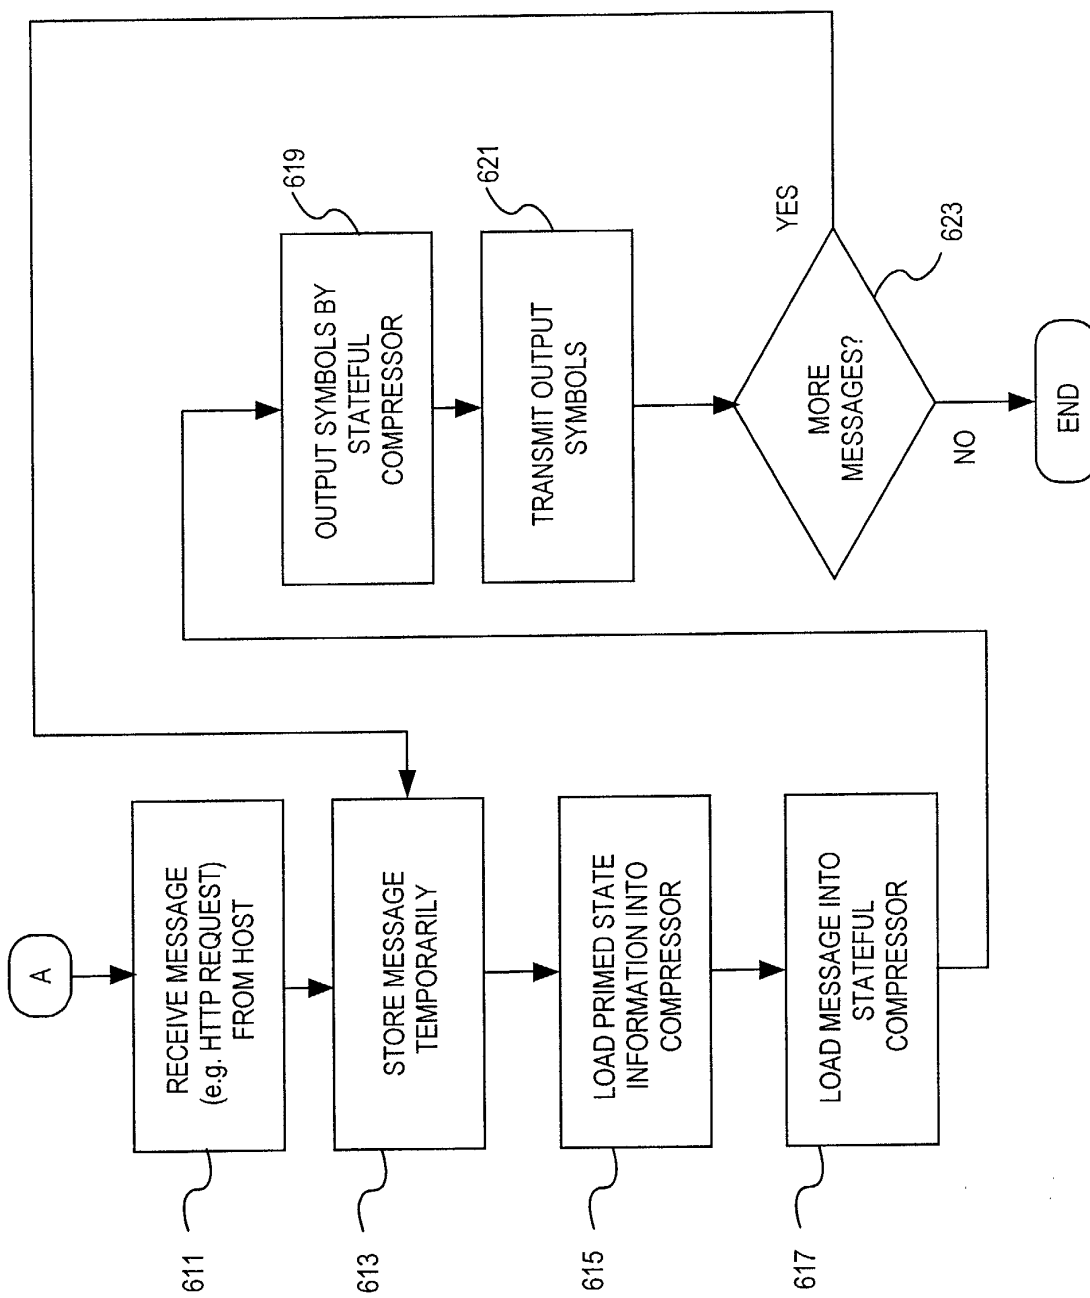 A
RECEIVE MESSAGE
(e.g. HTTP REQUEST)
FROM HOST
611
STORE MESSAGE
TEMPORARILY
613
LOAD PRIMED STATE
INFORMATION INTO
COMPRESSOR
615
LOAD MESSAGE INTO
STATEFUL
COMPRESSOR
617
OUTPUT SYMBOLS BY
STATEFUL
COMPRESSOR
619
TRANSMIT OUTPUT
SYMBOLS
621
MORE
MESSAGES?
623
YES
NO
END